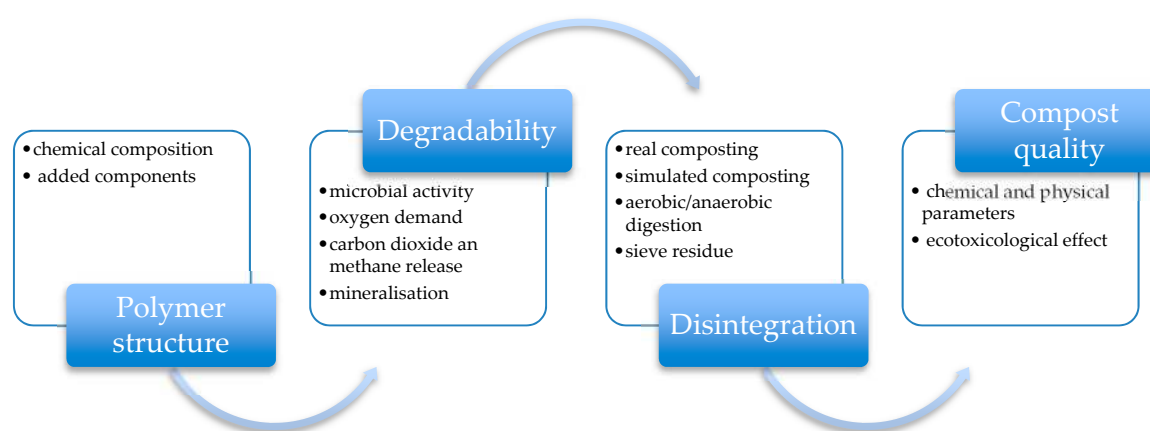 Polymer
structure
•chemical composition
• added components
Degradability
•microbial activity
•oxygen demand
•carbon dioxide an
methane release
•mineralisation
Disintegration
•real composting
•simulated composting
•aerobic/anaerobic
digestion
•sieve residue
Compost
quality
• chemical and physical
parameters
• ecotoxicological effect